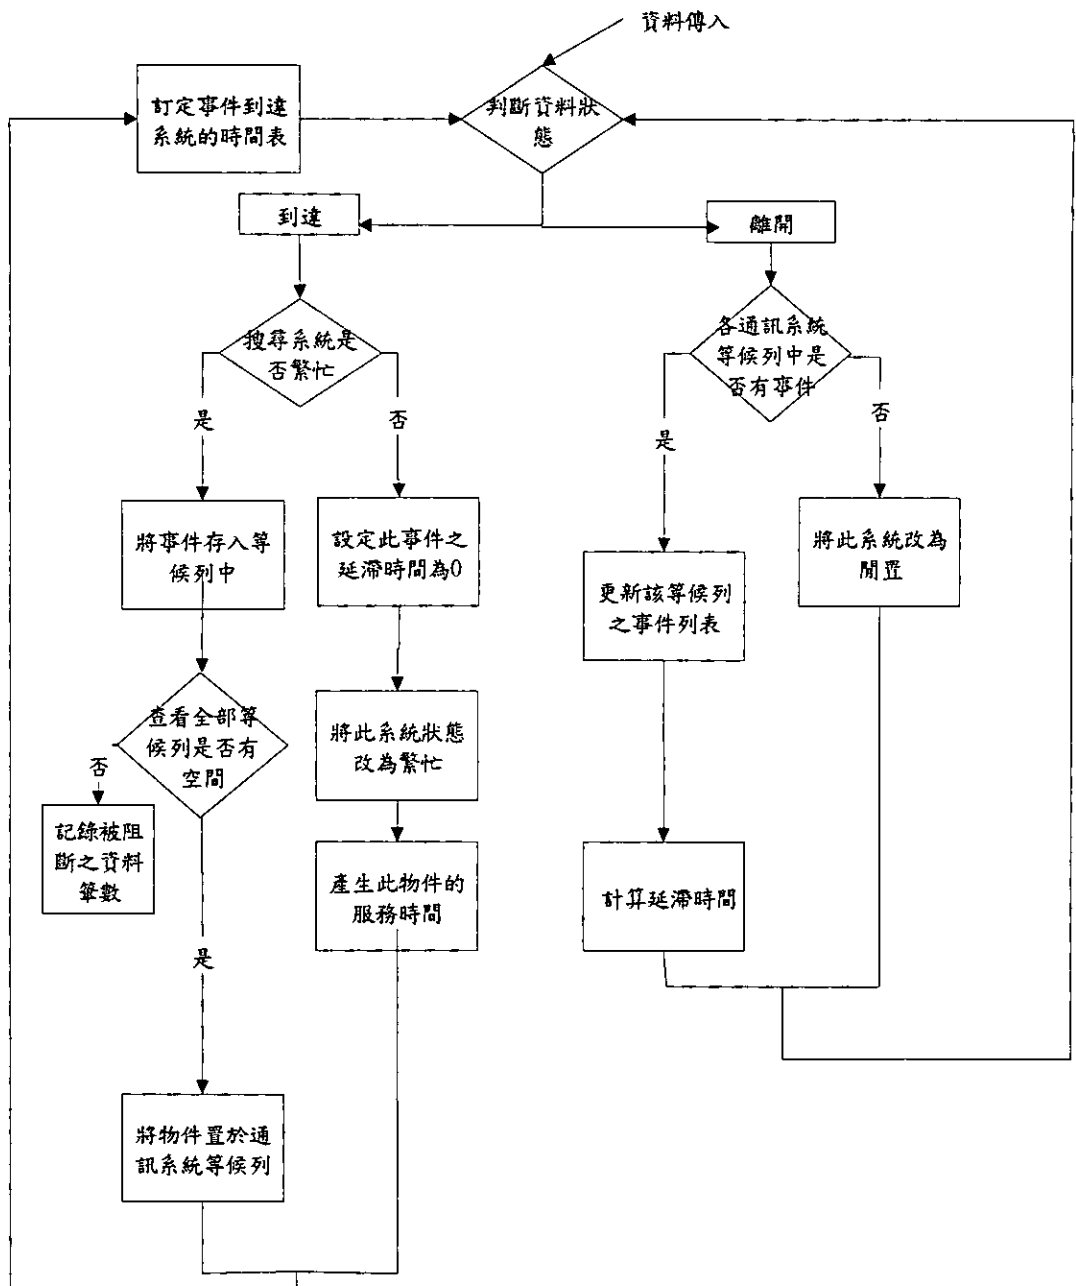 資料傳入
訂定事件到達
系統的時間表
判斷資料狀
態
到達
離開
搜尋系統是
否繁忙
各通訊系統
等候列中是
否有事件
是
否
是
否
將事件存入等
候列中
設定此事件之
延滯時間為0
更新該等候列
之事件列表
將此系統改為
閒置
查看全部等
候列是否有
空間
將此系統狀態
改為繁忙
否
記錄被阻
斷之資料
筆數
產生此物件的
服務時間
計算延滯時間
是
將物件置於通
訊系統等候列